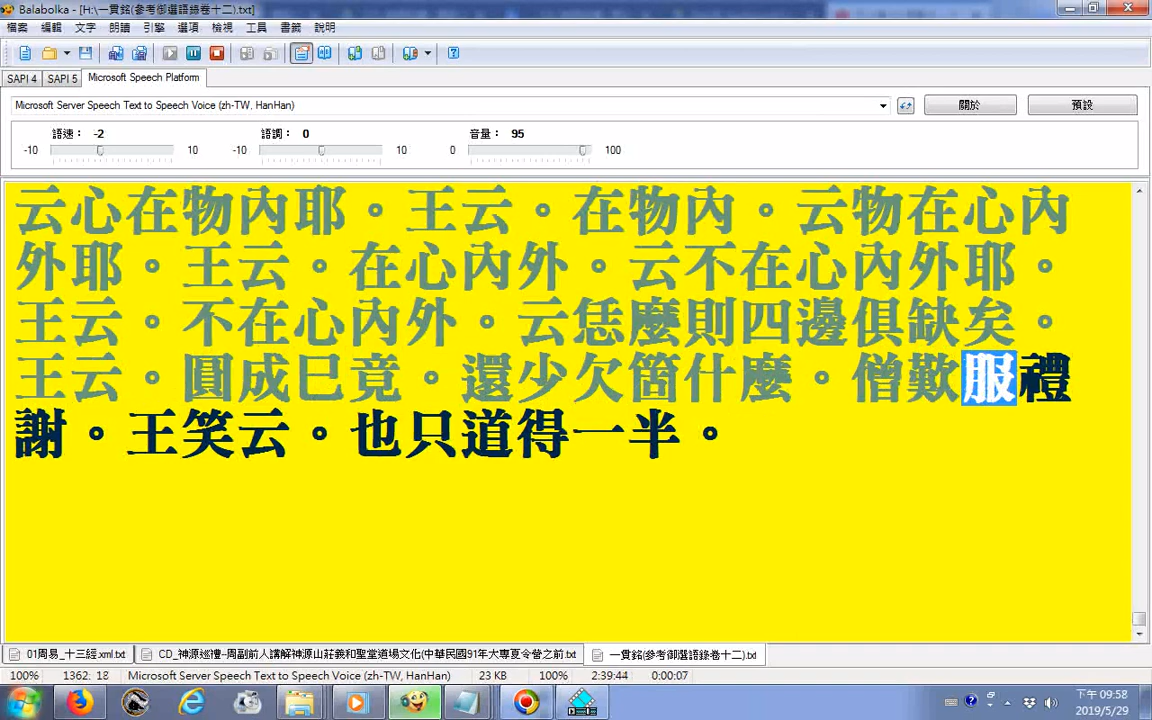 Balabolka - [H:\一貫銘(參考御選語錄卷十二).txt]
檔案 編輯 文字 朗讀 引擎 選項 檢視 工具 書籤 說明
SAPI 4 SAPI 5 Microsoft Speech Platform
Microsoft Server Speech Text to Speech Voice (zh-TW, HanHan) 關於 預設
語速： -2 語調： 0 音量： 95
-10 10 -10 10 0 100
云心在物內耶。王云。在物內。云物在心內
外耶。王云。在心內外。云不在心內外耶。
王云。不在心內外。云恁麼則四邊俱缺矣。
王云。圓成巳竟。還少欠箇什麼。僧歎服禮
謝。王笑云。也只道得一半。
01周易_十三經.xml.txt CD_神源巡禮--周副前人講解神源山莊義和聖堂道場文化(中華民國91年大專夏令營之前.txt 一貫銘(參考御選語錄卷十二).txt
100% 1362: 18 Microsoft Server Speech Text to Speech Voice (zh-TW, HanHan) 23 KB 100% 2:39:44 0:00:07
下午 09:58
2019/5/29